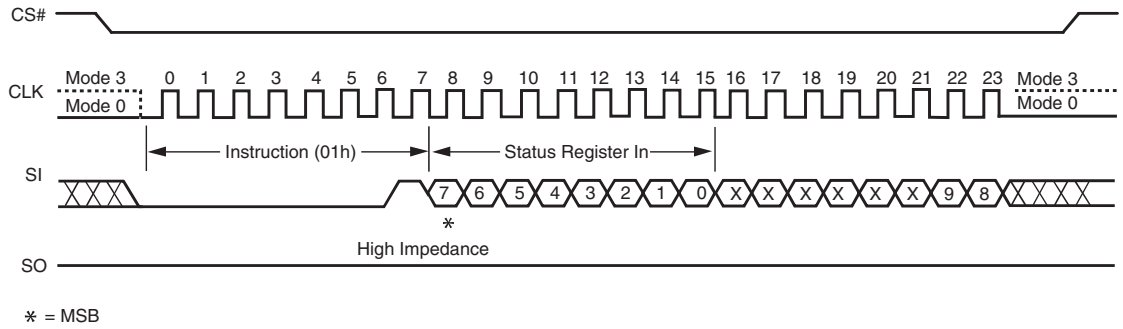 CS#
Mode 3 0 1 2 3 4 5 6 7 8 9 10 11 12 13 14 15 16 17 18 19 20 21 22 23 Mode 3
CLK
Mode 0 Mode 0
Instruction (01h) Status Register In
SI
7 6 5 4 3 2 1 0 X X X X X X 9 8
*
High Impedance
SO
* = MSB